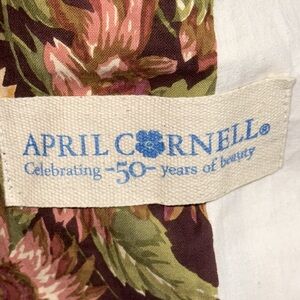 APRIL CORNELL®
Celebrating -50- years of beauty